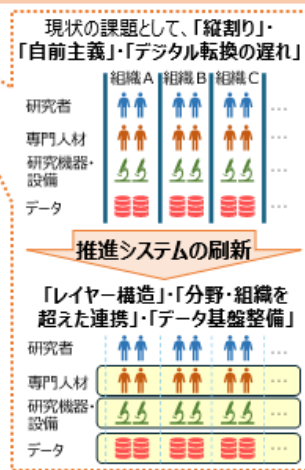 現状の課題として、「縦割り」・
「自前主義」・「デジタル転換の遅れ」
組織A 組織B 組織C
研究者
専門人材 …
研究機器・
設備 …
データ …
推進システムの刷新
「レイヤー構造」・「分野・組織を
超えた連携」・「データ基盤整備」
研究者 …
専門人材 …
研究機器・
設備 …
データ …